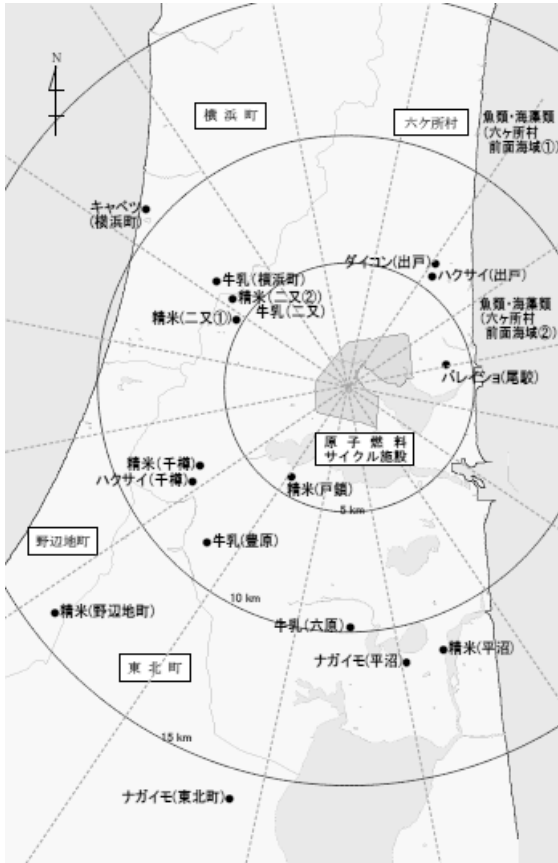 N
横浜町
六ケ所村
魚類・海藻類
(六ヶ所村
前面海域①)
キャベツ
(横浜町)
ダイコン(出戸)
ハクサイ(出戸)
牛乳(横浜町)
精米(二又②)
牛乳(二又)
精米(二又①)
魚類・海藻類
(六ヶ所村
前面海域②)
バレイショ(尾駮)
原子燃料
サイクル施設
精米(千樽)
ハクサイ(千樽)
精米(戸鎖)
5 km
野辺地町
牛乳(豊原)
10 km
精米(野辺地町)
牛乳(六原)
精米(平沼)
ナガイモ(平沼)
東北町
15 km
ナガイモ(東北町)